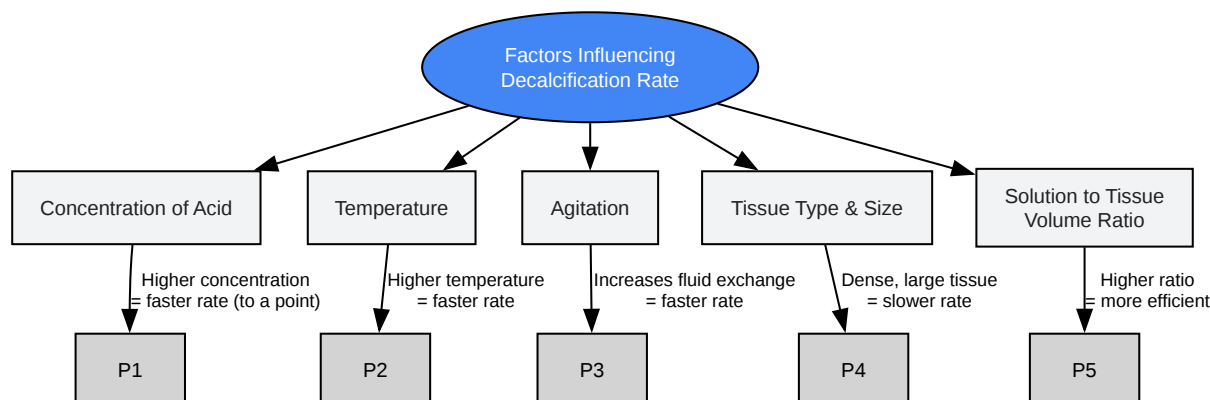 Factors Influencing
Decalcification Rate
Concentration of Acid
Temperature
Agitation
Tissue Type & Size
Solution to Tissue
Volume Ratio
Higher concentration
= faster rate (to a point)
Higher temperature
= faster rate
Increases fluid exchange
= faster rate
Dense, large tissue
= slower rate
Higher ratio
= more efficient
P1
P2
P3
P4
P5